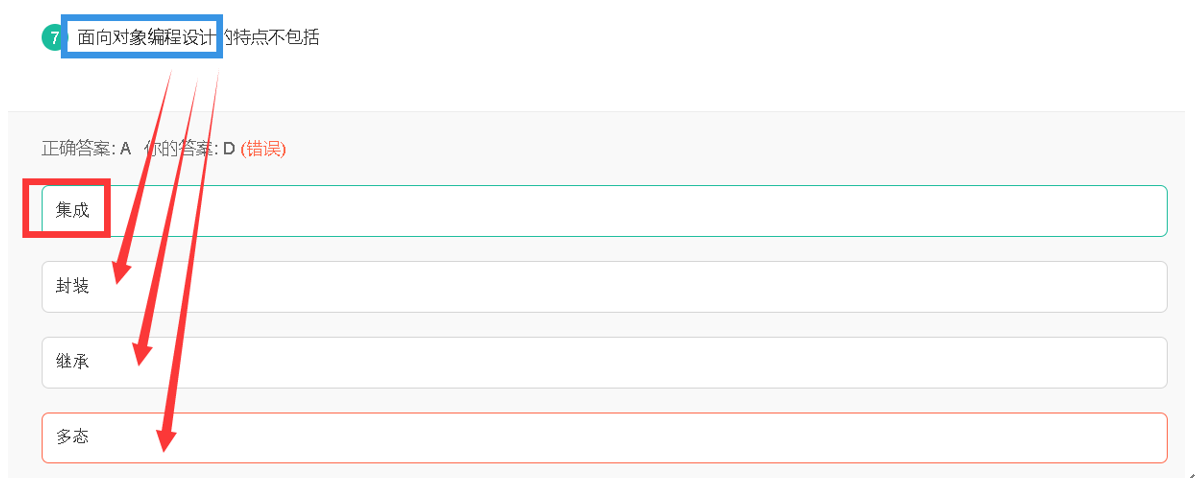 7 面向对象编程设计的特点不包括
正确答案: A 你的答案: D (错误)
集成
封装
继承
多态